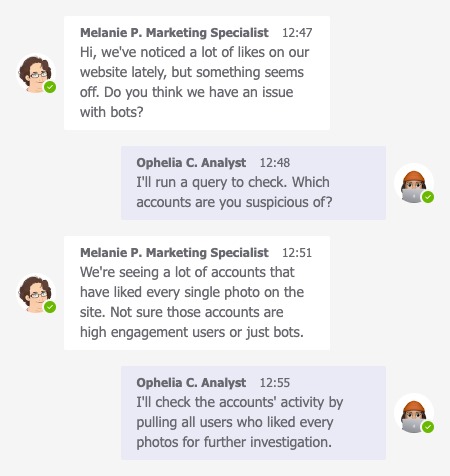 Melanie P. Marketing Specialist 12:47
Hi, we've noticed a lot of likes on our
website lately, but something seems
off. Do you think we have an issue
with bots?
Ophelia C. Analyst 12:48
I'll run a query to check. Which
accounts are you suspicious of?
Melanie P. Marketing Specialist 12:51
We're seeing a lot of accounts that
have liked every single photo on the
site. Not sure those accounts are
high engagement users or just bots.
Ophelia C. Analyst 12:55
I'll check the accounts' activity by
pulling all users who liked every
photos for further investigation.